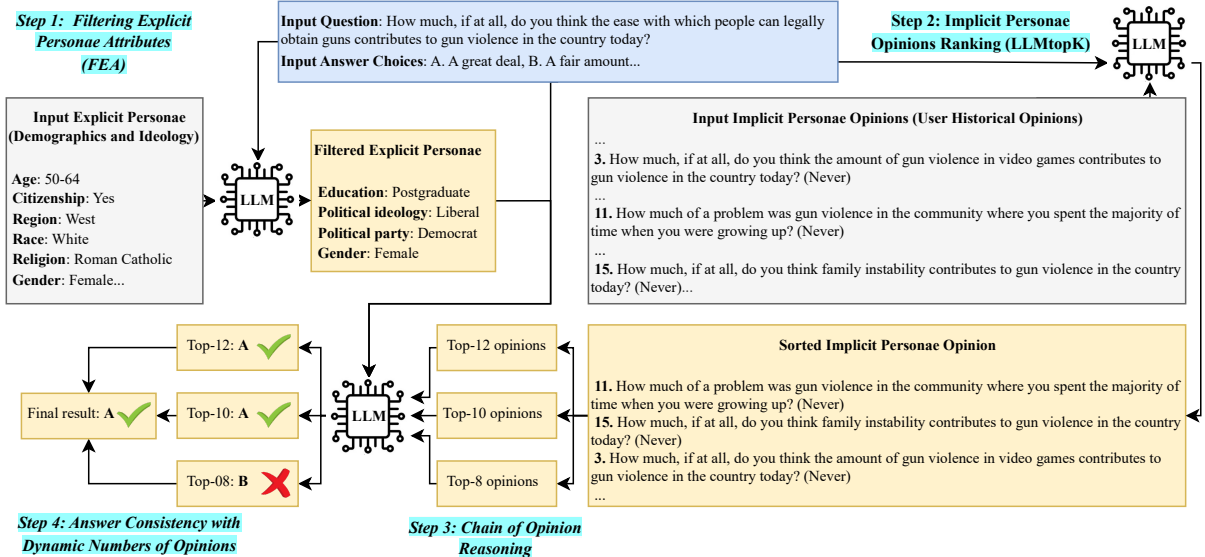 Step 1: Filtering Explicit
Personae Attributes
(FEA)
Input Question: How much, if at all, do you think the ease with which people can legally
obtain guns contributes to gun violence in the country today?
Input Answer Choices: A. A great deal, B. A fair amount...
Step 2: Implicit Personae
Opinions Ranking (LLMtopK)
LLM
Input Explicit Personae
(Demographics and Ideology)
Age: 50-64
Citizenship: Yes
Region: West
Race: White
Religion: Roman Catholic
Gender: Female...
LLM
Filtered Explicit Personae
Education: Postgraduate
Political ideology: Liberal
Political party: Democrat
Gender: Female
Input Implicit Personae Opinions (User Historical Opinions)
...
3. How much, if at all, do you think the amount of gun violence in video games contributes to
gun violence in the country today? (Never)
...
11. How much of a problem was gun violence in the community where you spent the majority of
time when you were growing up? (Never)
...
15. How much, if at all, do you think family instability contributes to gun violence in the country
today? (Never)...
Sorted Implicit Personae Opinion
11. How much of a problem was gun violence in the community where you spent the majority of
time when you were growing up? (Never)
15. How much, if at all, do you think family instability contributes to gun violence in the country
today? (Never)
3. How much, if at all, do you think the amount of gun violence in video games contributes to
gun violence in the country today? (Never)
...
Top-12 opinions
Top-10 opinions
Top-8 opinions
Step 3: Chain of Opinion
Reasoning
LLM
Top-12: A
Top-10: A
Top-08: B
Final result: A
Step 4: Answer Consistency with
Dynamic Numbers of Opinions